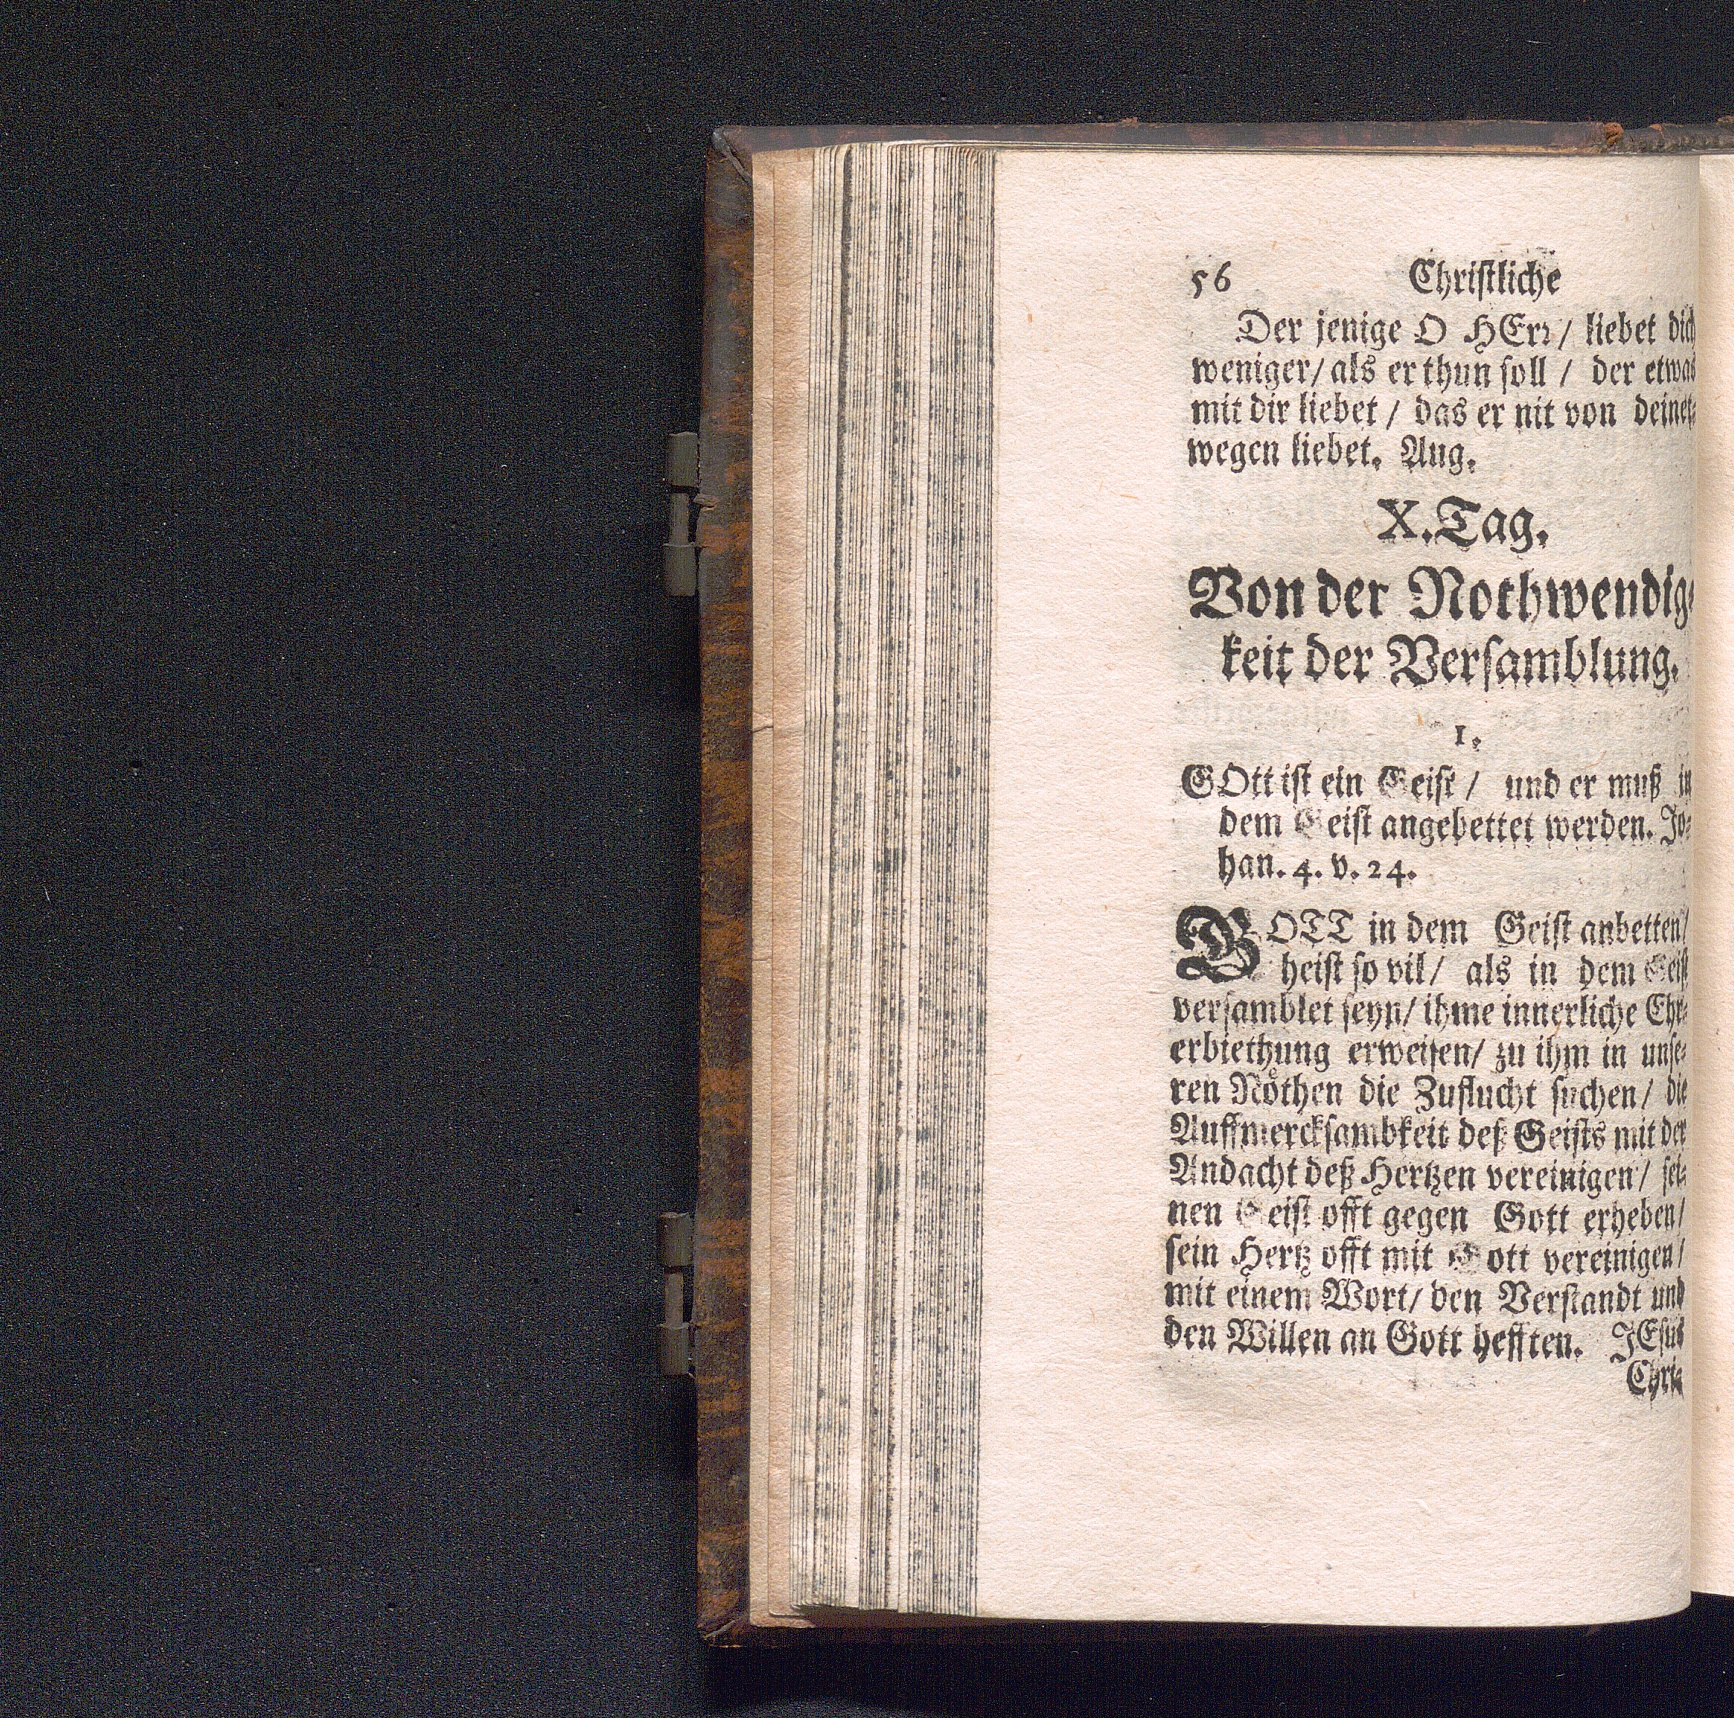 56 Christliche
Der jenige O HErr / liebet dich
weniger / als er thun soll / der etwas
mit dir liebet / das er nit von deinet-
wegen liebet. Aug.
X. Tag.
Von der Nothwendig-
keit der Versamblung.
1.
GOtt ist ein Geist / und er muß in
dem Geist angebettet werden. Jo-
han. 4. v. 24.
GOTT in dem Geist anbetten /
heist so vil / als in dem Geist
versamblet seyn / ihme innerliche Ehr-
erbiethung erweisen / zu ihm in unse-
ren Nöthen die Zuflucht suchen / die
Auffmercksambkeit deß Geists mit der
Andacht deß Hertzen vereinigen / sei-
nen Geist offt gegen Gott erheben /
sein Hertz offt mit Gott vereinigen /
mit einem Wort / den Verstandt und
den Willen an Gott hefften. JEsus
Chri-